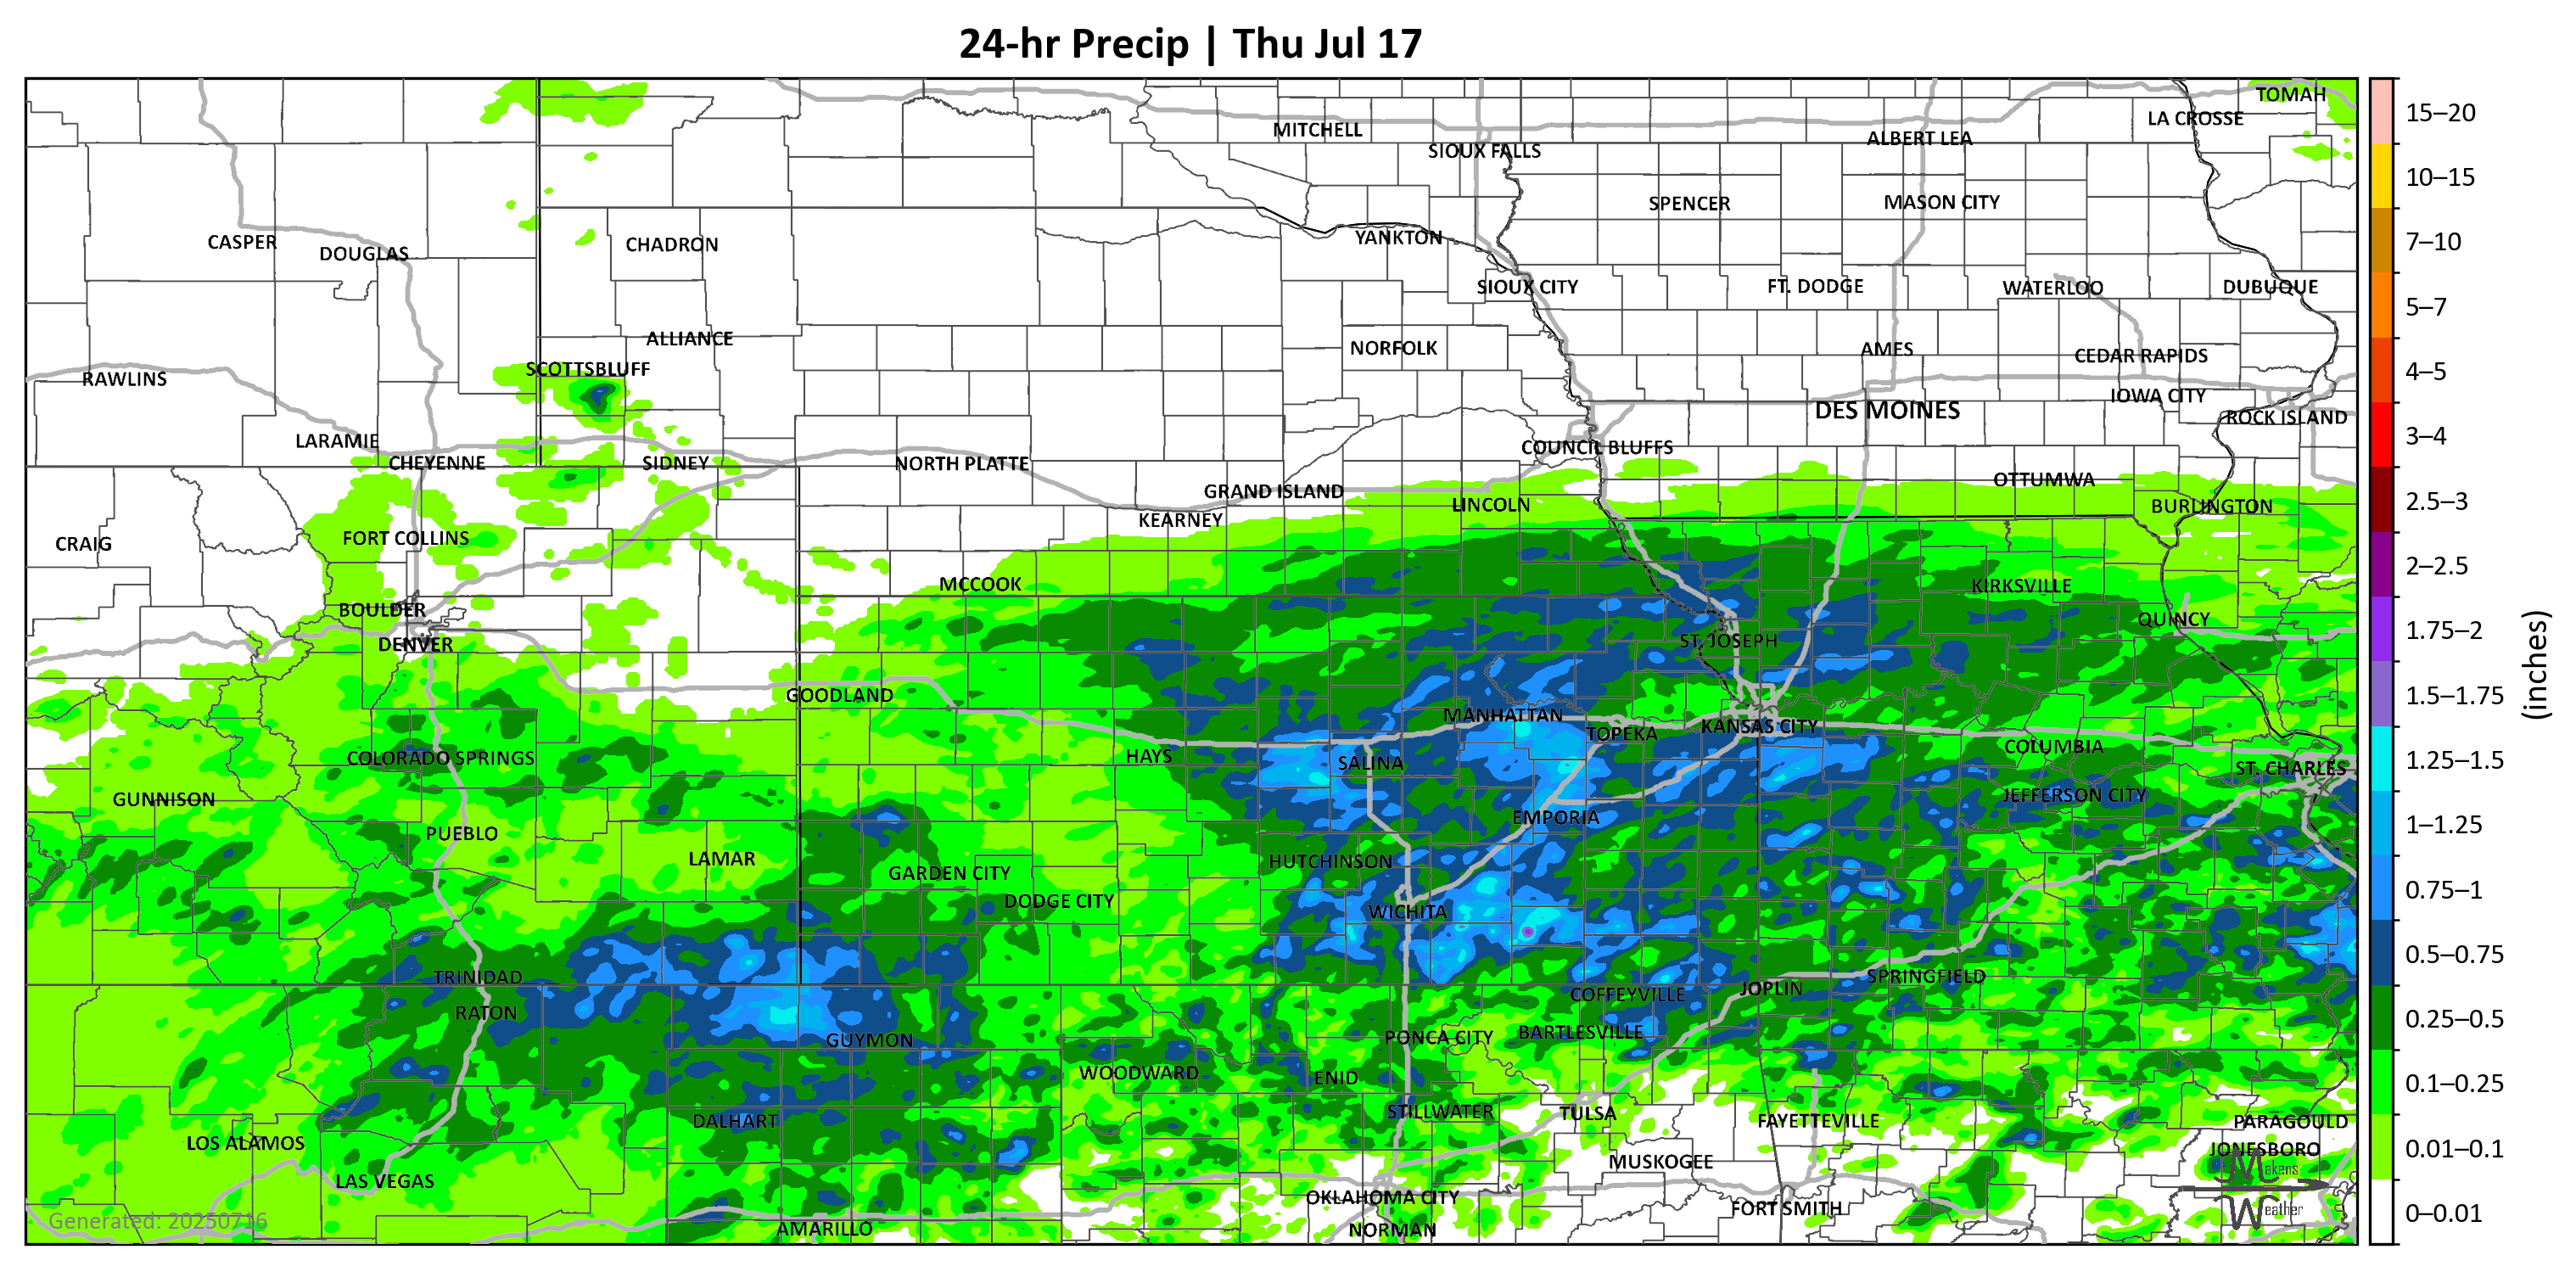 24-hr Precip | Thu Jul 17
TOMAH
LA CROSSE
MITCHELL
ALBERT LEA
SIOUX FALLS
SPENCER
MASON CITY
YANKTON
CASPER
DOUGLAS
CHADRON
SIOUX CITY
FT. DODGE
WATERLOO
DUBUQUE
ALLIANCE
NORFOLK
AMES
CEDAR RAPIDS
SCOTTSBLUFF
RAWLINS
IOWA CITY
DES MOINES
ROCK ISLAND
LARAMIE
COUNCIL BLUFFS
CHEYENNE
SIDNEY
NORTH PLATTE
OTTUMWA
GRAND ISLAND
LINCOLN
BURLINGTON
KEARNEY
CRAIG
FORT COLLINS
MCCOOK
KIRKSVILLE
BOULDER
QUINCY
DENVER
ST. JOSEPH
GOODLAND
MANHATTAN
TOPEKA
KANSAS CITY
COLUMBIA
COLORADO SPRINGS
HAYS
SALINA
ST. CHARLES
GUNNISON
JEFFERSON CITY
EMPORIA
PUEBLO
LAMAR
HUTCHINSON
GARDEN CITY
DODGE CITY
WICHITA
TRINIDAD
SPRINGFIELD
JOPLIN
COFFEYVILLE
RATON
GUYMON
PONCA CITY
BARTLESVILLE
WOODWARD
ENID
STILLWATER
TULSA
DALHART
FAYETTEVILLE
PARAGOULD
LOS ALAMOS
JONESBORO
MUSKOGEE
LAS VEGAS
OKLAHOMA CITY
FORT SMITH
AMARILLO
NORMAN
Generated: 20250716
Makens
Weather
15–20
10–15
7–10
5–7
4–5
3–4
2.5–3
2–2.5
1.75–2
1.5–1.75
1.25–1.5
1–1.25
0.75–1
0.5–0.75
0.25–0.5
0.1–0.25
0.01–0.1
0–0.01
(inches)